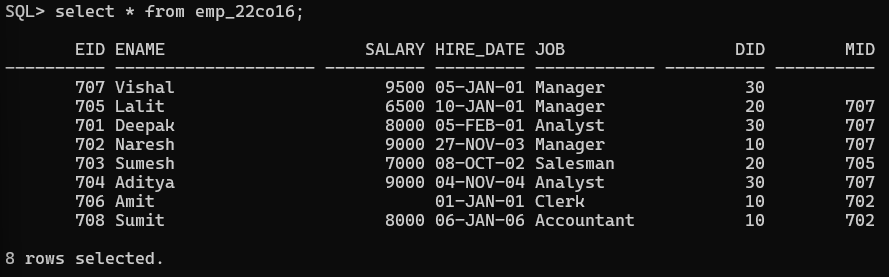 SQL> select * from emp_22co16;
EID ENAME SALARY HIRE_DATE JOB DID MID
---------- -------------------- ---------- --------- ------------ ---------- ----------
707 Vishal 9500 05-JAN-01 Manager 30
705 Lalit 6500 10-JAN-01 Manager 20 707
701 Deepak 8000 05-FEB-01 Analyst 30 707
702 Naresh 9000 27-NOV-03 Manager 10 707
703 Sumesh 7000 08-OCT-02 Salesman 20 705
704 Aditya 9000 04-NOV-04 Analyst 30 707
706 Amit 01-JAN-01 Clerk 10 702
708 Sumit 8000 06-JAN-06 Accountant 10 702
8 rows selected.